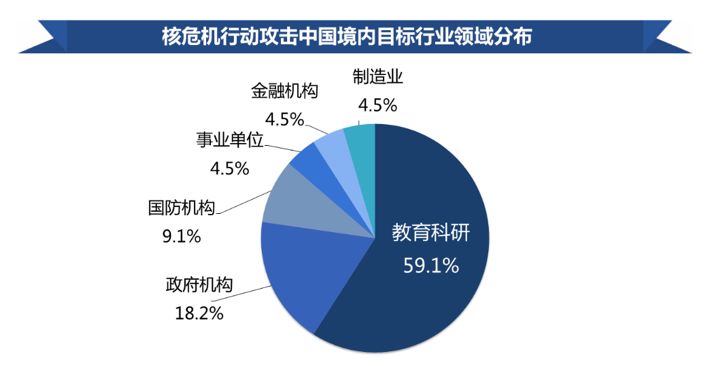 核危机行动攻击中国境内目标行业领域分布
制造业
4.5%
金融机构
4.5%
事业单位
4.5%
国防机构
9.1%
政府机构
18.2%
教育科研
59.1%